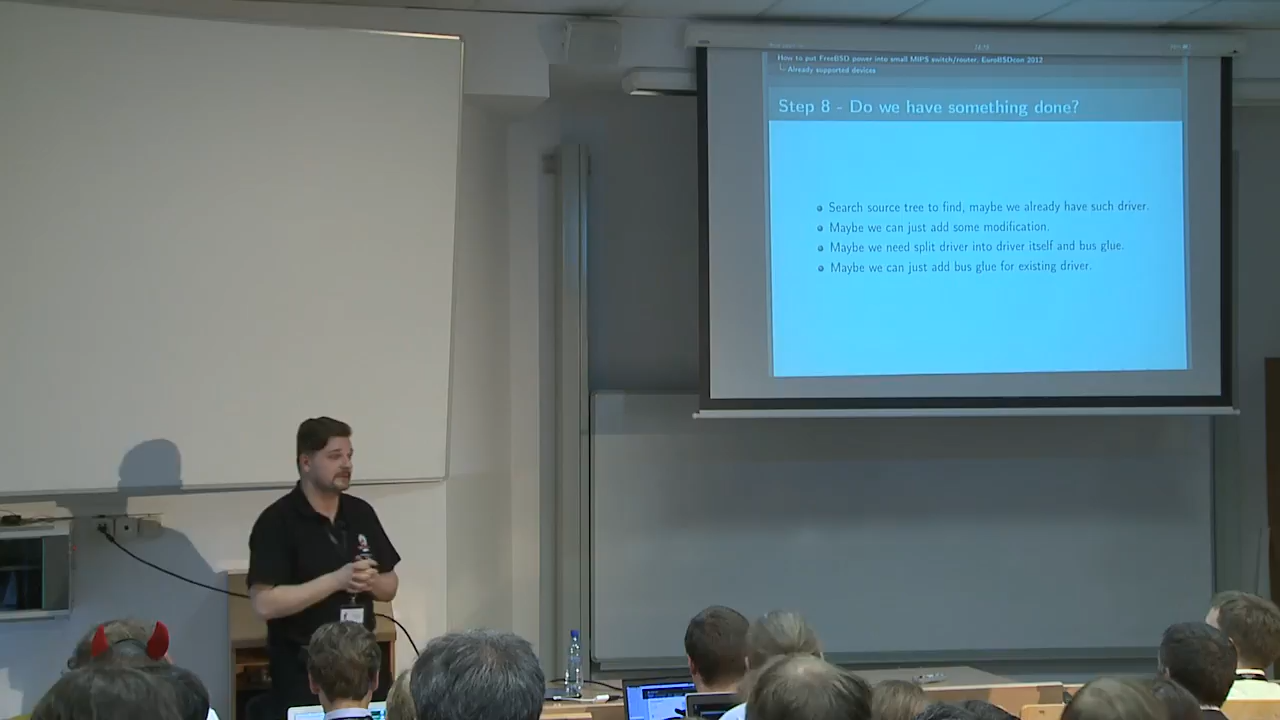 How to put FreeBSD power into small MIPS switch/router, EuroBSDcon 2012
Already supported devices
Step 8 - Do we have something done?
Search source tree to find, maybe we already have such driver.
Maybe we can just add some modification.
Maybe we need split driver into driver itself and bus glue.
Maybe we can just add bus glue for existing driver.